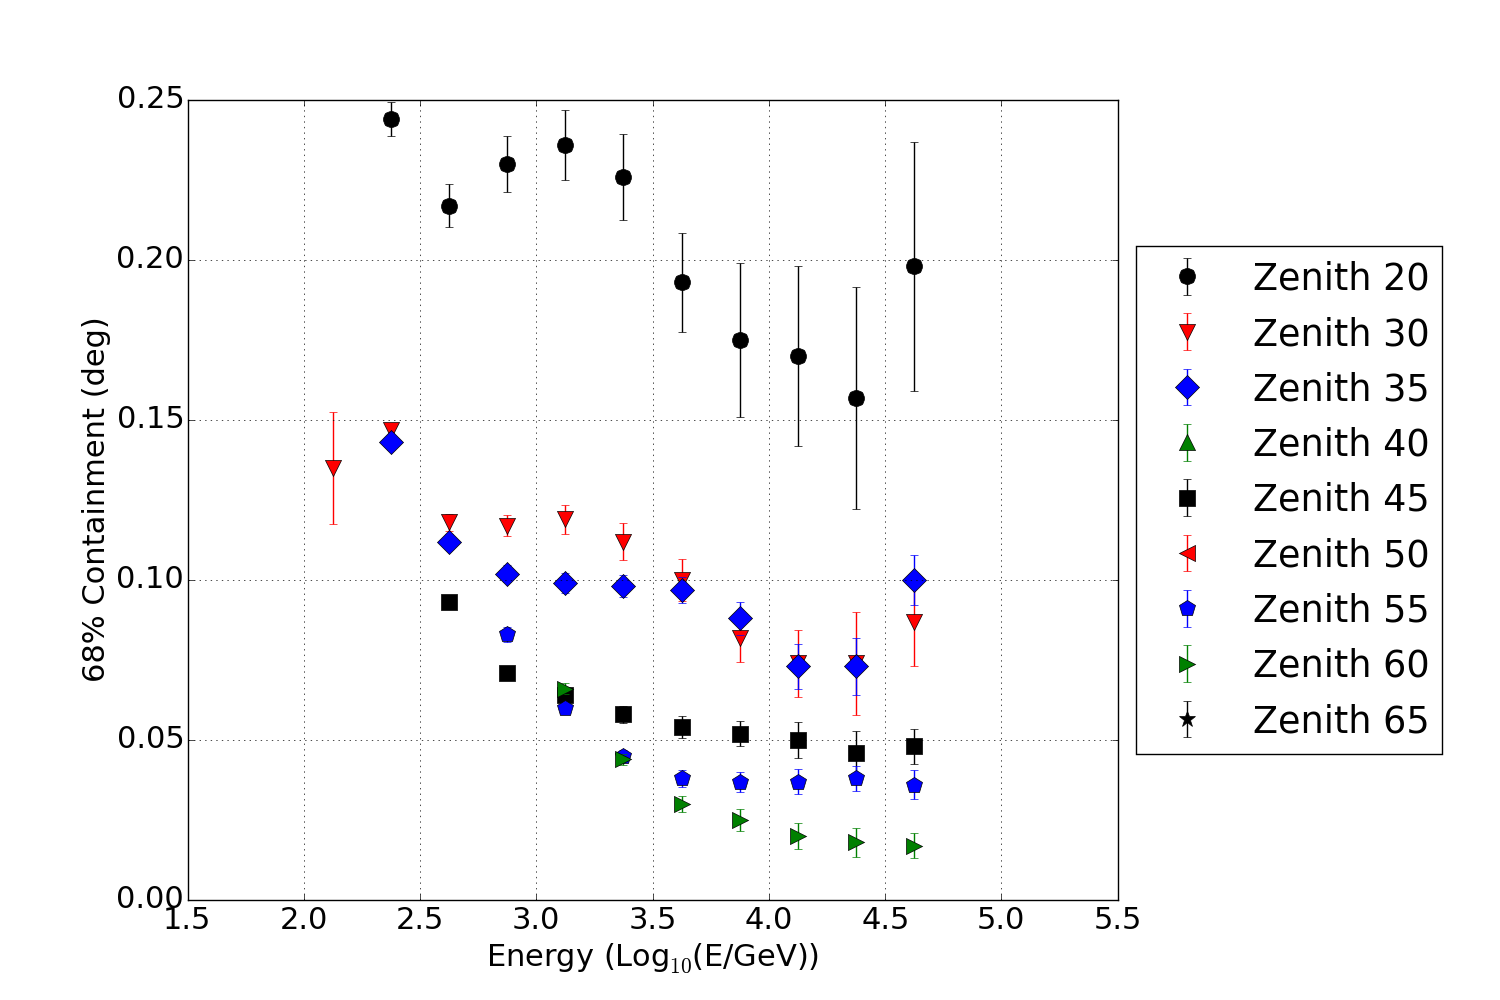 0.25
0.20
0.15
0.10
0.05
0.00
68% Containment (deg)
1.5 2.0 2.5 3.0 3.5 4.0 4.5 5.0 5.5
Energy (Log₁₀(E/GeV))
Zenith 20
Zenith 30
Zenith 35
Zenith 40
Zenith 45
Zenith 50
Zenith 55
Zenith 60
Zenith 65